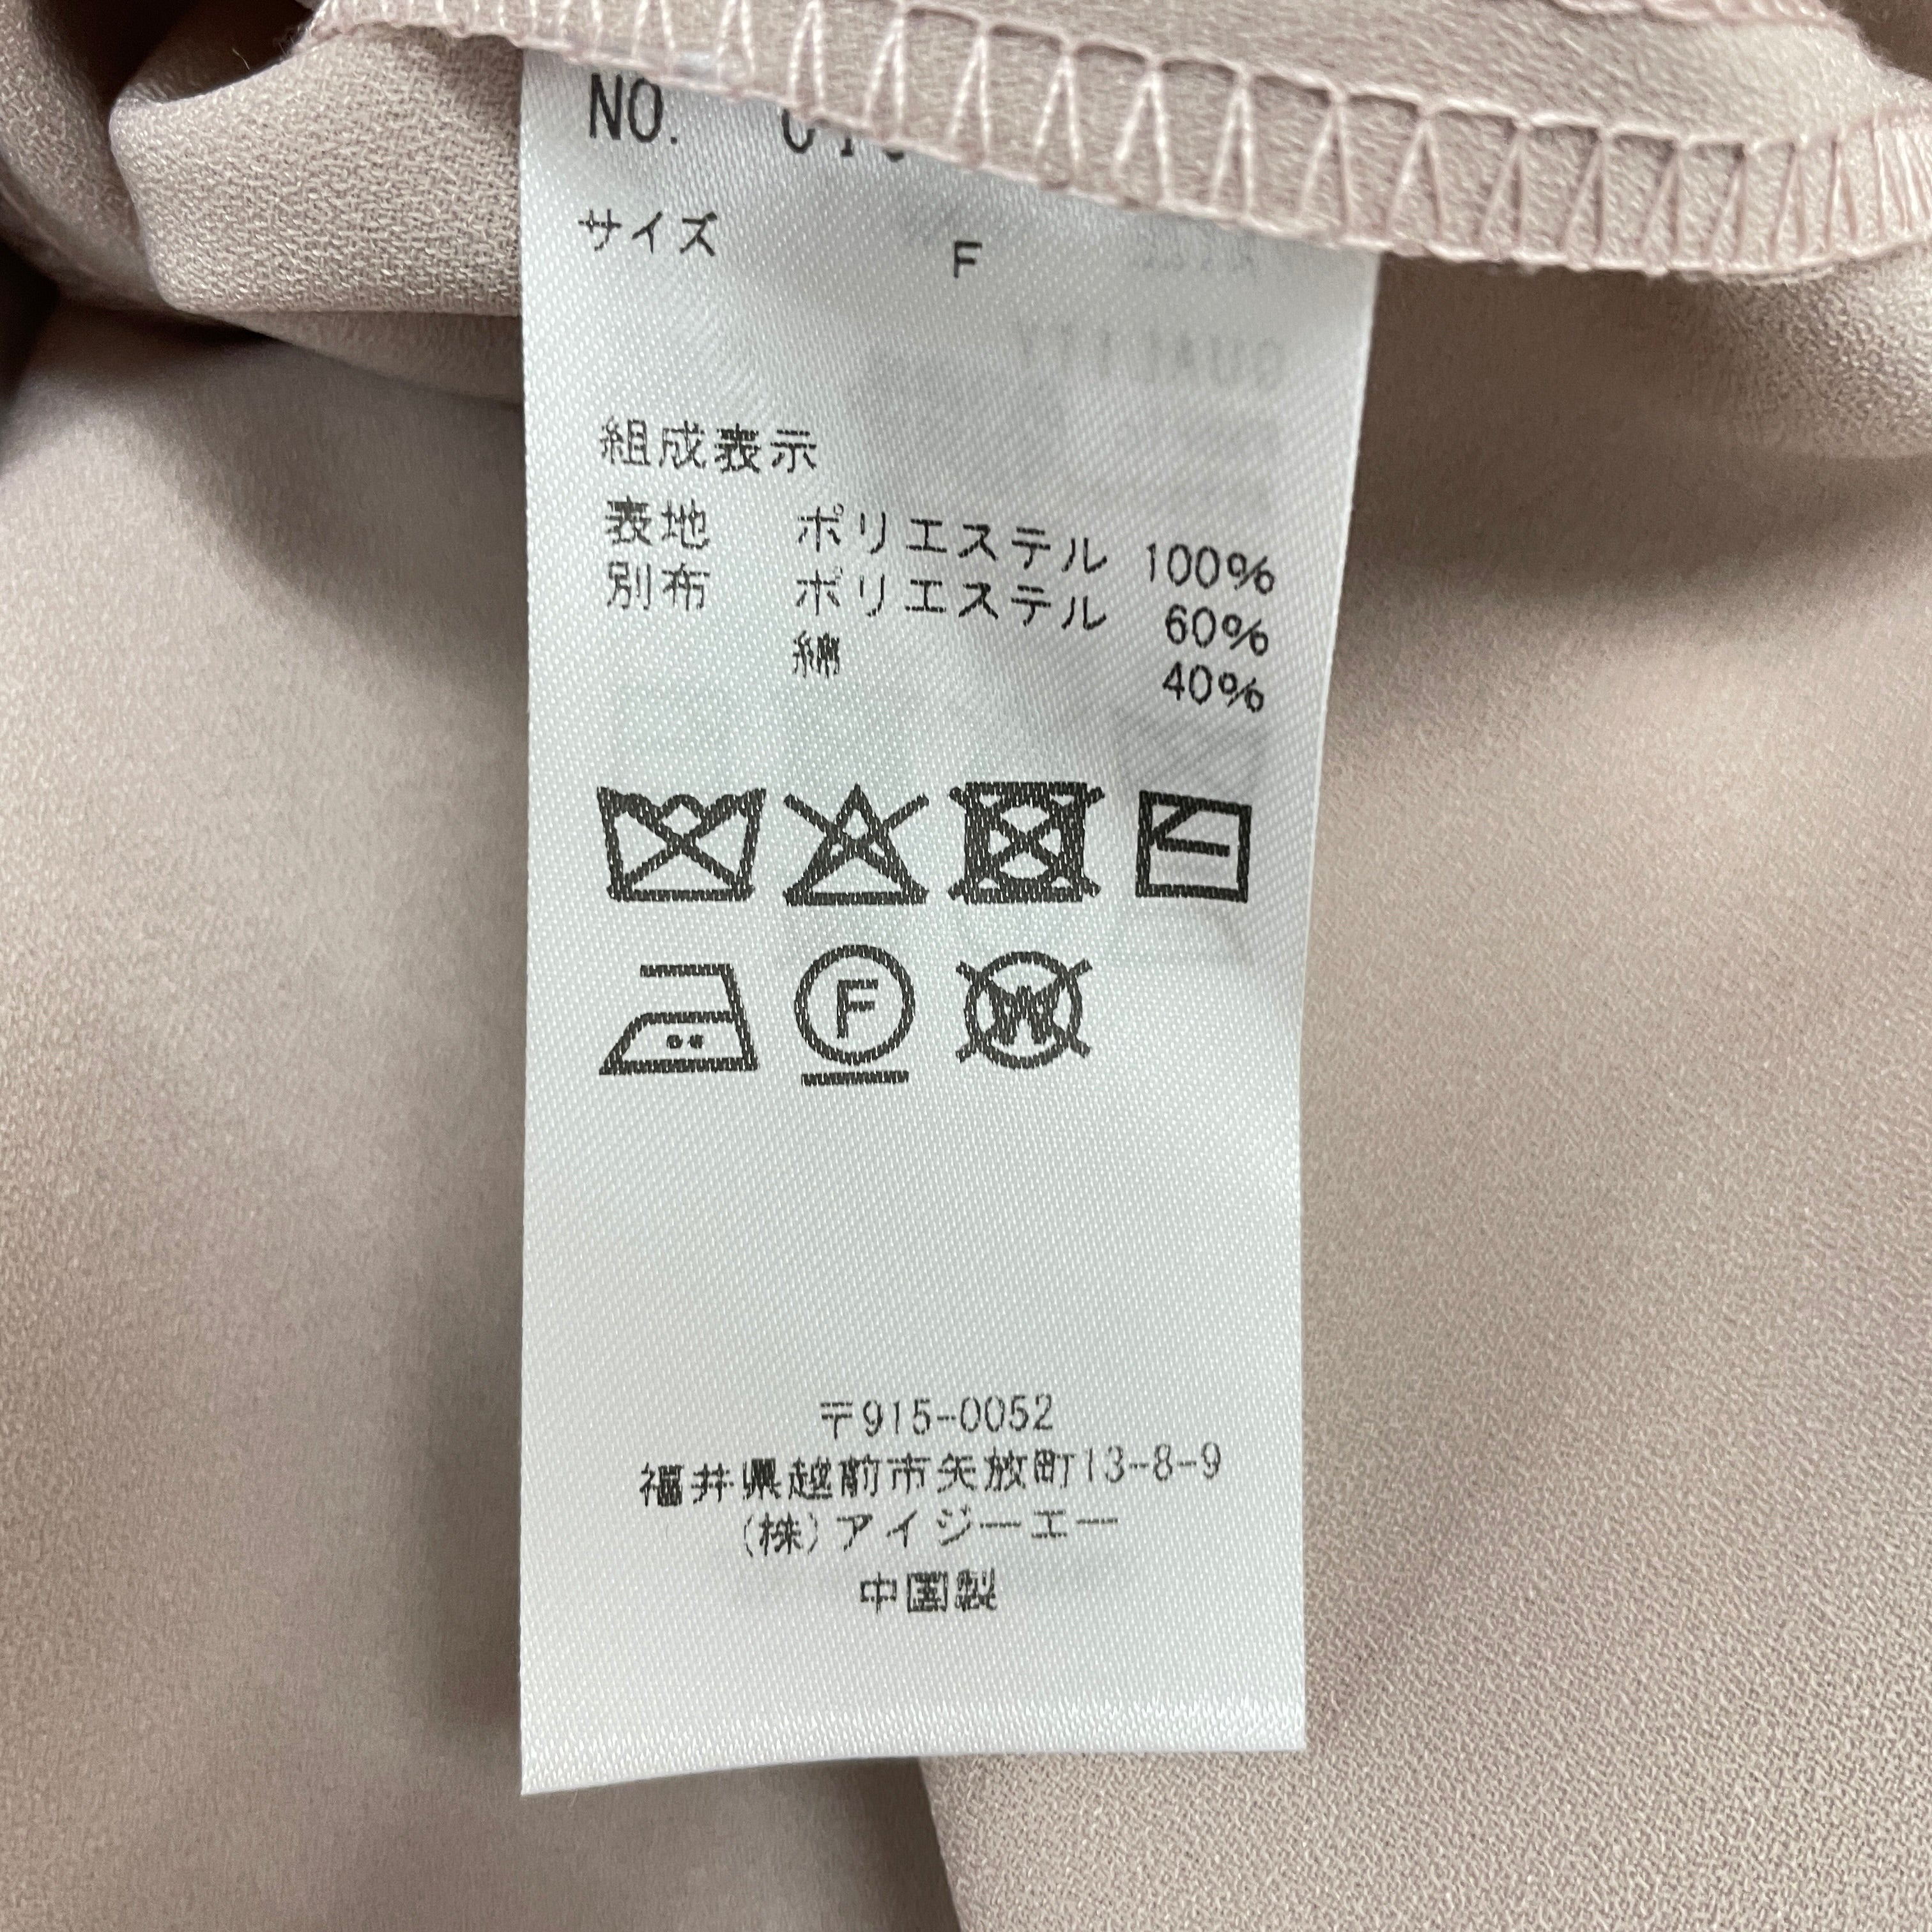 NO.
サイズ F
組成表示
表地 ポリエステル 100%
別布 ポリエステル 60%
綿 40%
F
W
〒915-0052
福井県越前市矢放町13-8-9
(株)アイジーエー
中国製